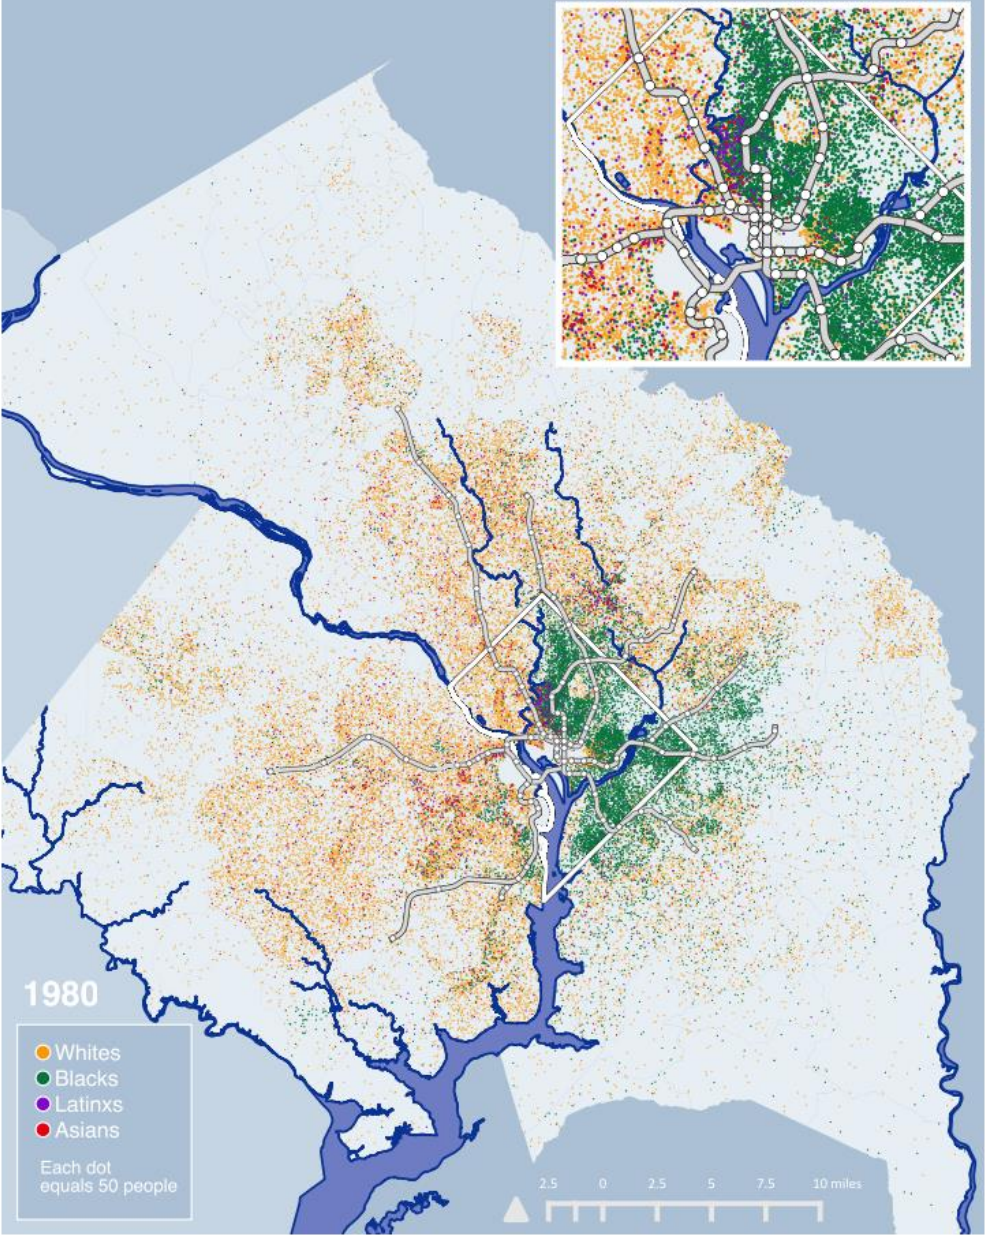 1980
Whites
Blacks
Latinxs
Asians
Each dot
equals 50 people
2.5 0 2.5 5 7.5 10 miles